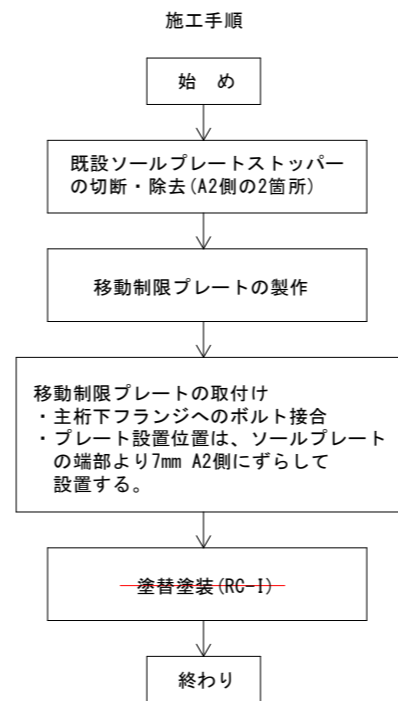 施工手順
始　め
既設ソールプレートストッパー
の切断・除去(A2側の2箇所)
移動制限プレートの製作
移動制限プレートの取付け
・主桁下フランジへのボルト接合
・プレート設置位置は、ソールプレート
の端部より7mm A2側にずらして
設置する。
塗替塗装(RC-I)
終わり